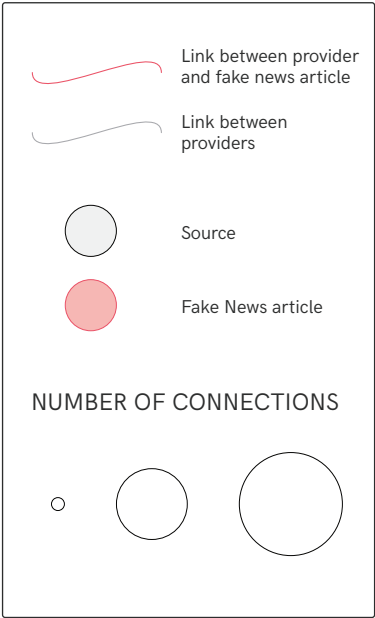 Link between provider
and fake news article
Link between
providers
Source
Fake News article
NUMBER OF CONNECTIONS